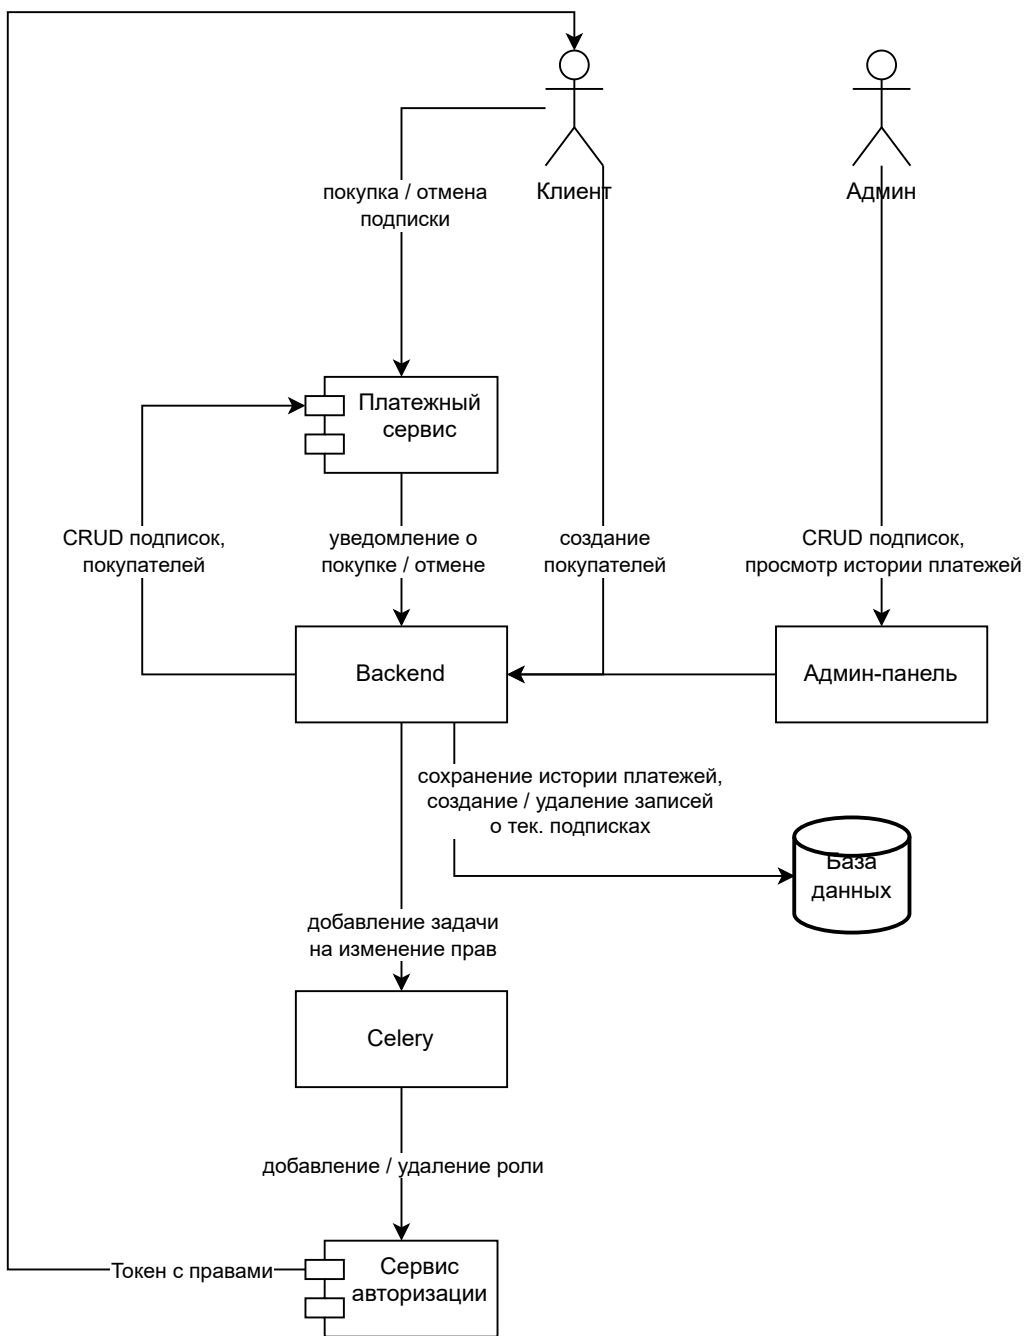 Клиент
Админ
покупка / отмена
подписки
Платежный
сервис
CRUD подписок,
покупателей
уведомление о
покупке / отмене
создание
покупателей
CRUD подписок,
просмотр истории платежей
Backend
Админ-панель
сохранение истории платежей,
создание / удаление записей
о тек. подписках
База
данных
добавление задачи
на изменение прав
Celery
добавление / удаление роли
Токен с правами
Сервис
авторизации